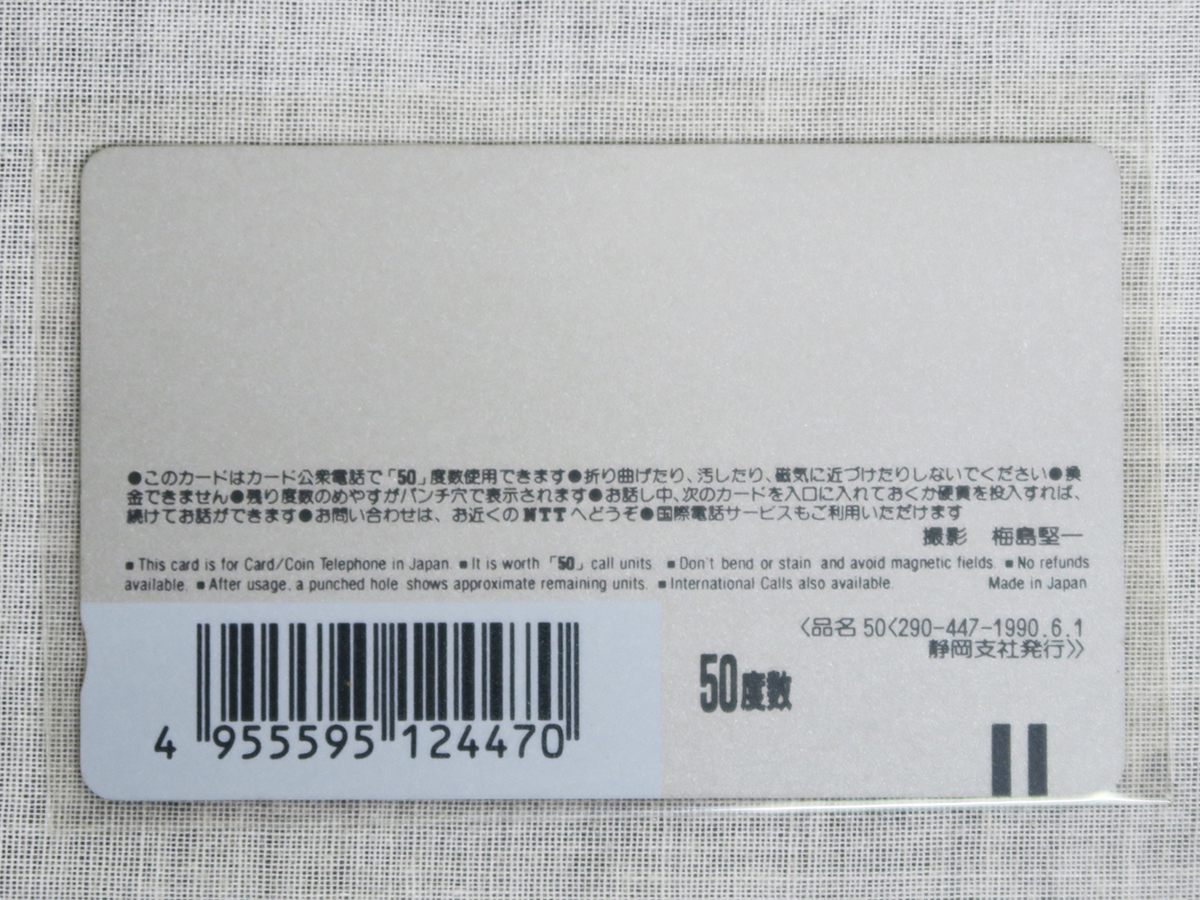 ●このカードはカード公衆電話で「50」度数使用できます●折り曲げたり、汚したり、磁気に近づけたりしないでください●換
金できません●残り度数のめやすがパンチ穴で表示されます●お話し中、次のカードを入口に入れておくか硬貨を投入すれば、
続けてお話ができます●お問い合わせは、お近くのNTTへどうぞ●国際電話サービスもご利用いただけます
撮影 梅島堅一
■This card is for Card/Coin Telephone in Japan. ■It is worth「50」call units. ■Don't bend or stain and avoid magnetic fields. ■No refunds
available. ■After usage, a punched hole shows approximate remaining units. ■International Calls also available. Made in Japan
〈品名 50〈290-447-1990.6.1
静岡支社発行〉〉
50度数
4 955595 124470